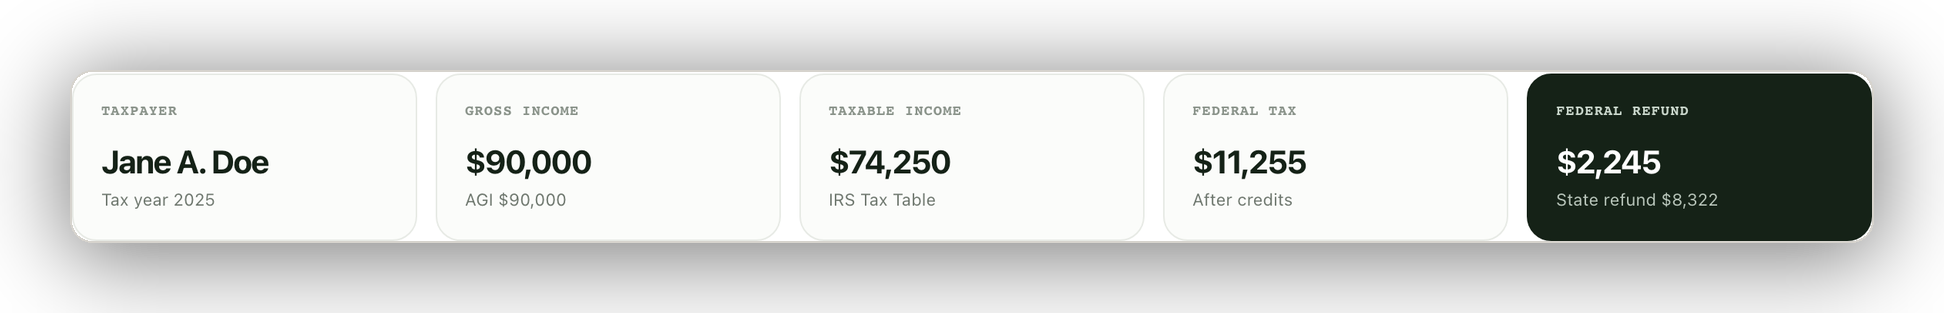 TAXPAYER
Jane A. Doe
Tax year 2025
GROSS INCOME
$90,000
AGI $90,000
TAXABLE INCOME
$74,250
IRS Tax Table
FEDERAL TAX
$11,255
After credits
FEDERAL REFUND
$2,245
State refund $8,322